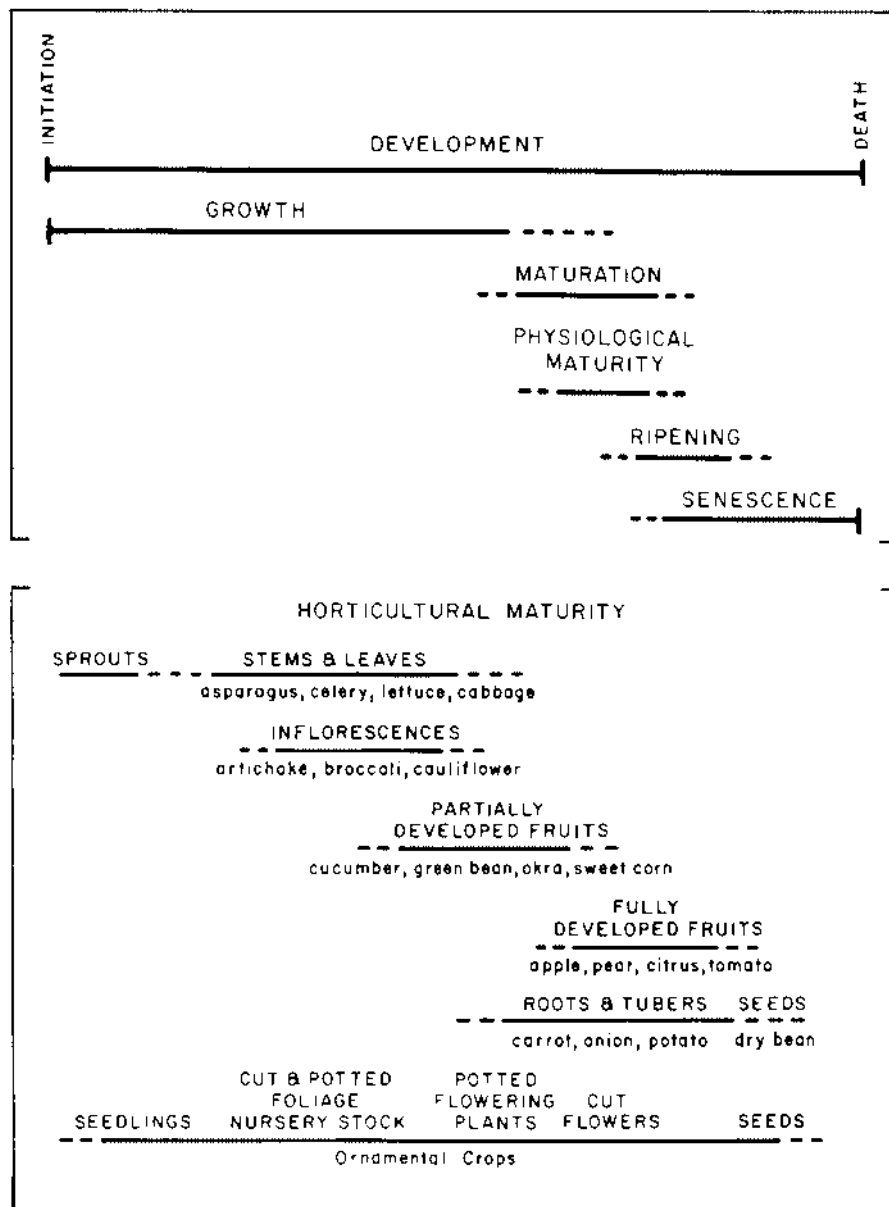 INITIATION
DEATH
DEVELOPMENT
GROWTH
MATURATION
PHYSIOLOGICAL
MATURITY
RIPENING
SENESCENCE
HORTICULTURAL MATURITY
SPROUTS STEMS & LEAVES
asparagus, celery, lettuce, cabbage
INFLORESCENCES
artichoke, broccoli, cauliflower
PARTIALLY
DEVELOPED FRUITS
cucumber, green bean, okra, sweet corn
FULLY
DEVELOPED FRUITS
apple, pear, citrus, tomato
ROOTS & TUBERS SEEDS
carrot, onion, potato dry bean
CUT & POTTED POTTED
FOLIAGE FLOWERING CUT
SEEDLINGS NURSERY STOCK PLANTS FLOWERS SEEDS
Ornamental Crops